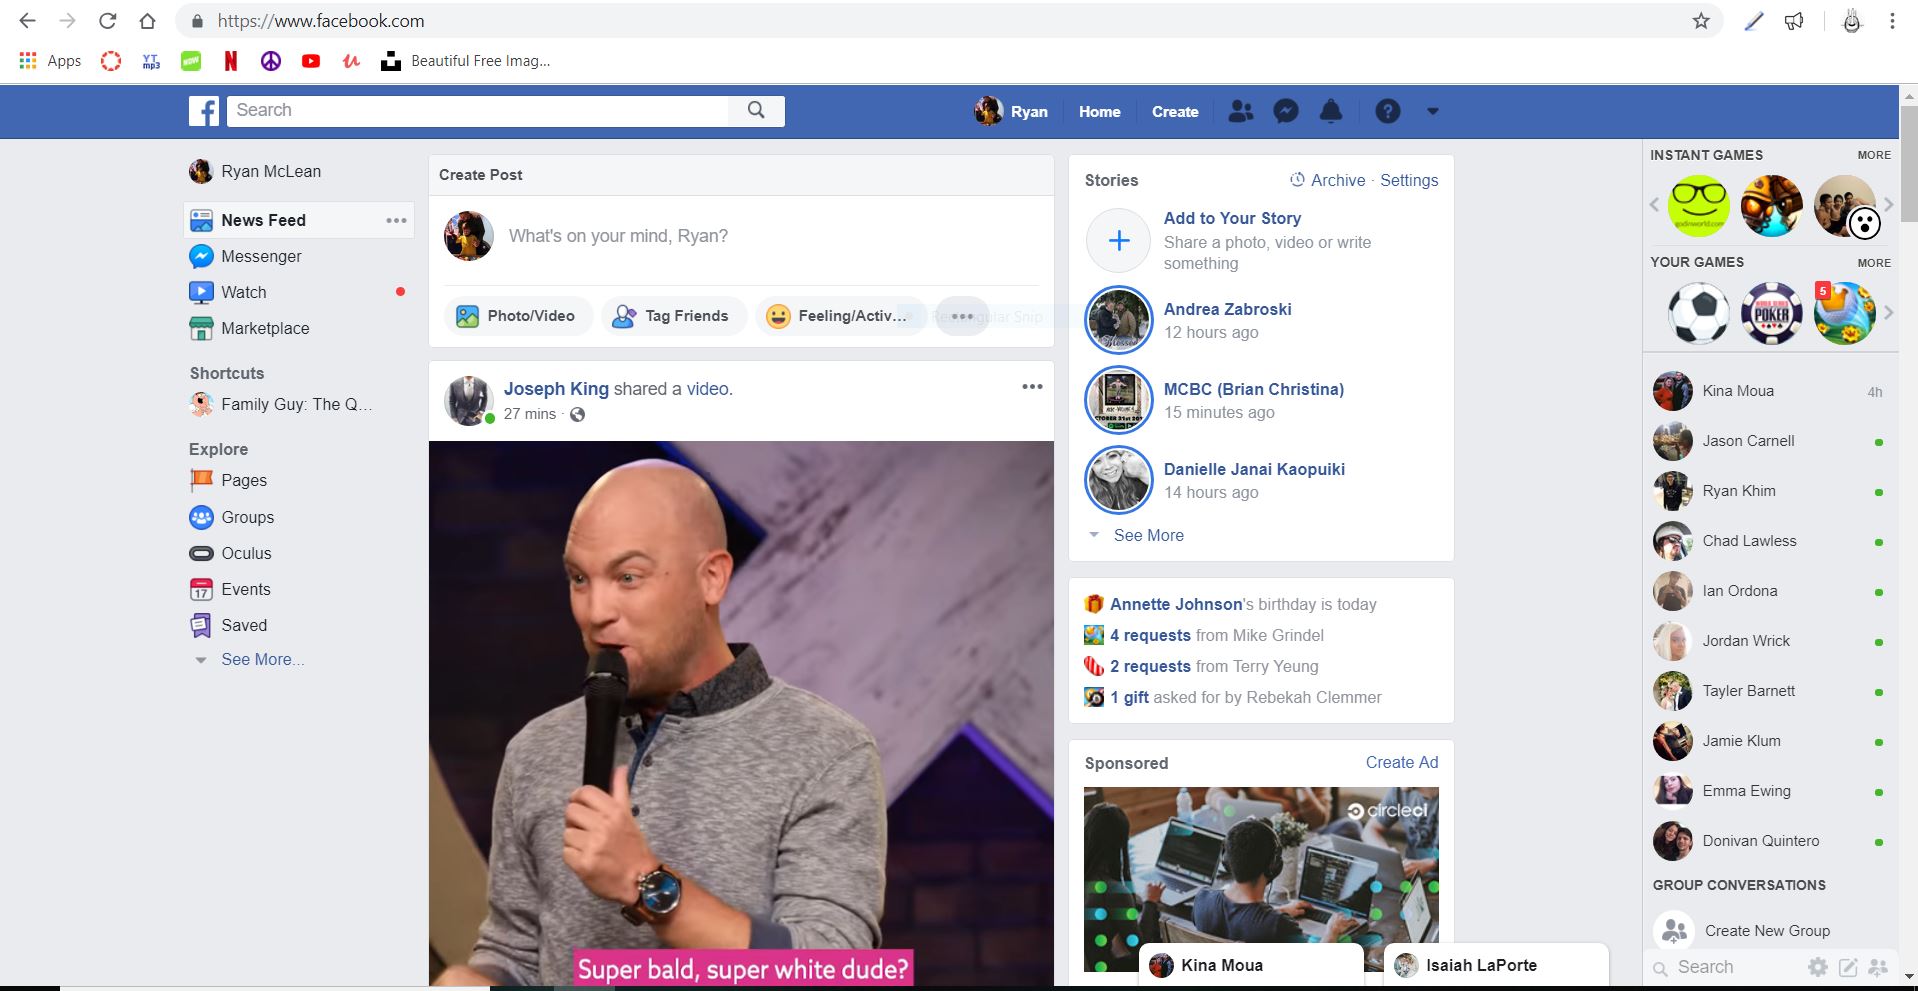 https://www.facebook.com
Apps
YT
mp3
WOW
N
Beautiful Free Imag...
Search
Ryan
Home
Create
Ryan McLean
News Feed
Messenger
Watch
Marketplace
Shortcuts
Family Guy: The Q...
Explore
Pages
Groups
Oculus
17
Events
Saved
See More...
Create Post
What's on your mind, Ryan?
Photo/Video
Tag Friends
Feeling/Activ...
Rectangular Snip
Joseph King shared a video.
27 mins ·
Super bald, super white dude?
Stories
Archive · Settings
Add to Your Story
Share a photo, video or write
something
Blessed
Andrea Zabroski
12 hours ago
MCBC (Brian Christina)
15 minutes ago
Danielle Janai Kaopuiki
14 hours ago
See More
Annette Johnson's birthday is today
4 requests from Mike Grindel
2 requests from Terry Yeung
1 gift asked for by Rebekah Clemmer
Sponsored
Create Ad
circleci
Kina Moua
Isaiah LaPorte
INSTANT GAMES
MORE
YOUR GAMES
MORE
POKER
5
Kina Moua
4h
Jason Carnell
Ryan Khim
Chad Lawless
Ian Ordona
Jordan Wrick
Tayler Barnett
Jamie Klum
Emma Ewing
Donivan Quintero
GROUP CONVERSATIONS
Create New Group
Search